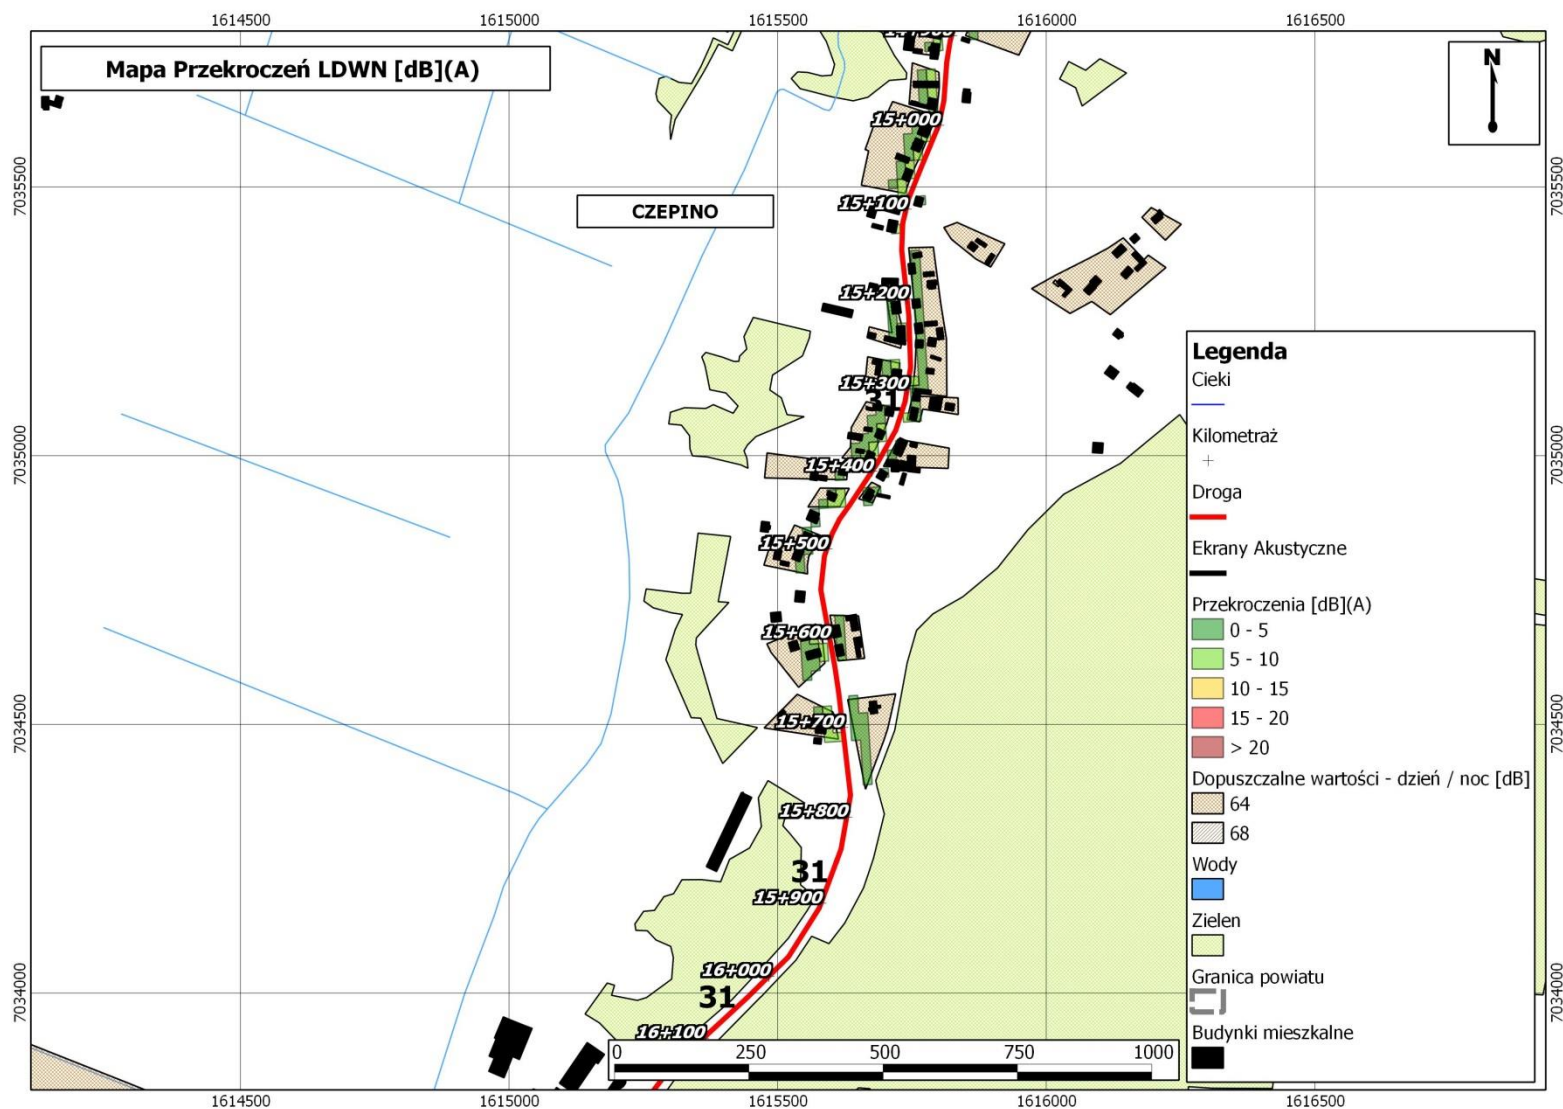 1614500 1615000 1615500 1616000 1616500
Mapa Przekroczeń LDWN [dB](A)
N
15+000
7035500 7035500
15+100
CZEPINO
15+200
15+300
31
Legenda
Cieki
Kilometraż
Droga
Ekrany Akustyczne
Przekroczenia [dB](A)
0 - 5
5 - 10
10 - 15
15 - 20
> 20
Dopuszczalne wartości - dzień / noc [dB]
64
68
Wody
Zielen
Granica powiatu
Budynki mieszkalne
7035000 7035000
15+400
15+500
15+600
7034500 7034500
15+700
15+800
31
15+900
16+000
7034000 7034000
31
16+100
0 250 500 750 1000
1614500 1615000 1615500 1616000 1616500